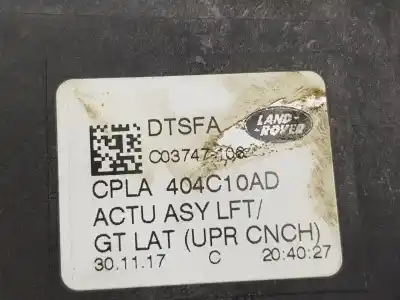 DTSFA
LAND-
ROVER
C03747-108
CPLA 404C10AD
ACTU ASY LFT/
GT LAT (UPR CNCH)
30.11.17 C 20:40:27